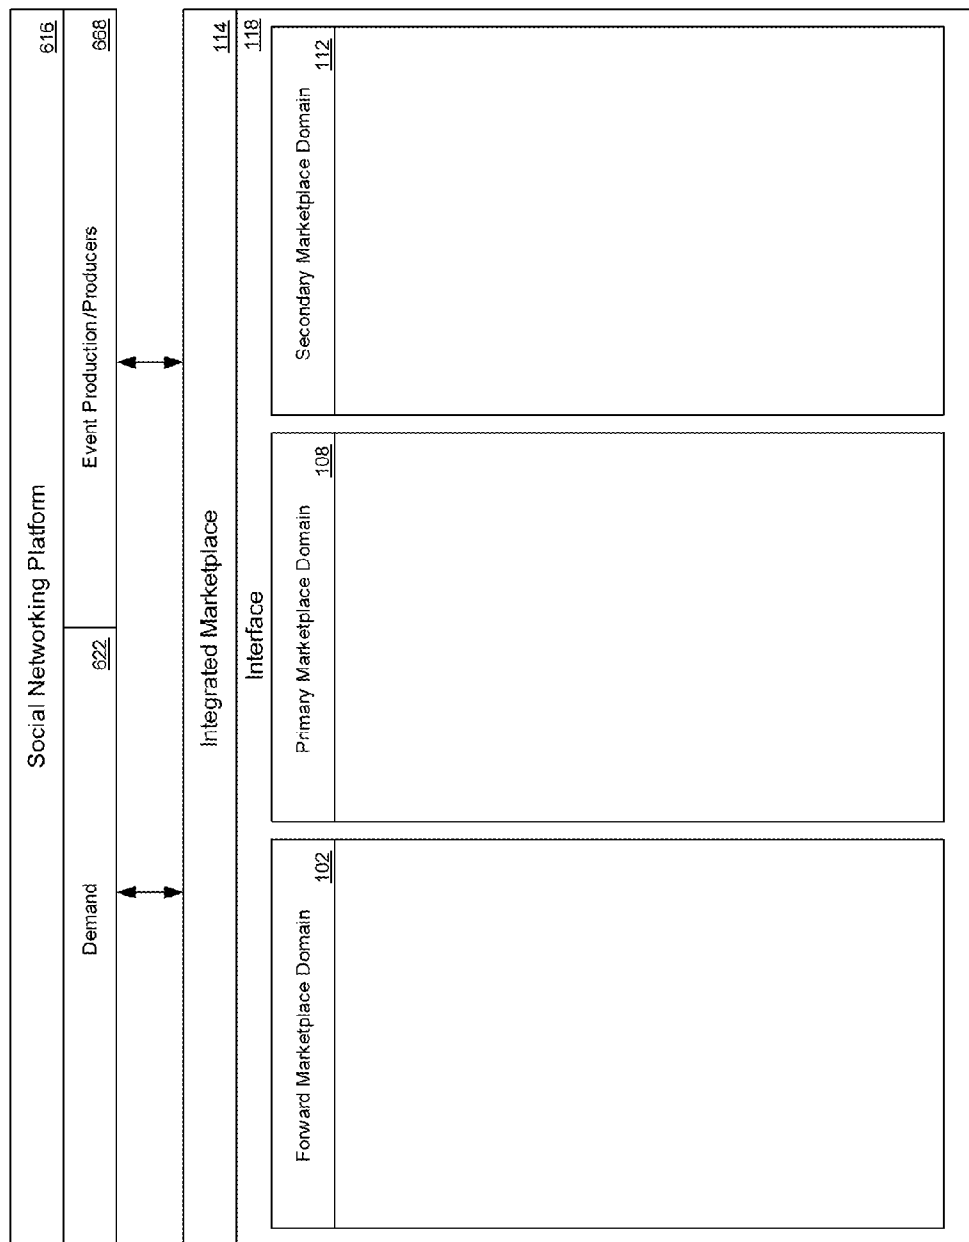 Social Networking Platform 616
Demand 622
Event Production/Producers 668
Integrated Marketplace 114
Interface 118
Forward Marketplace Domain 102
Primary Marketplace Domain 108
Secondary Marketplace Domain 112